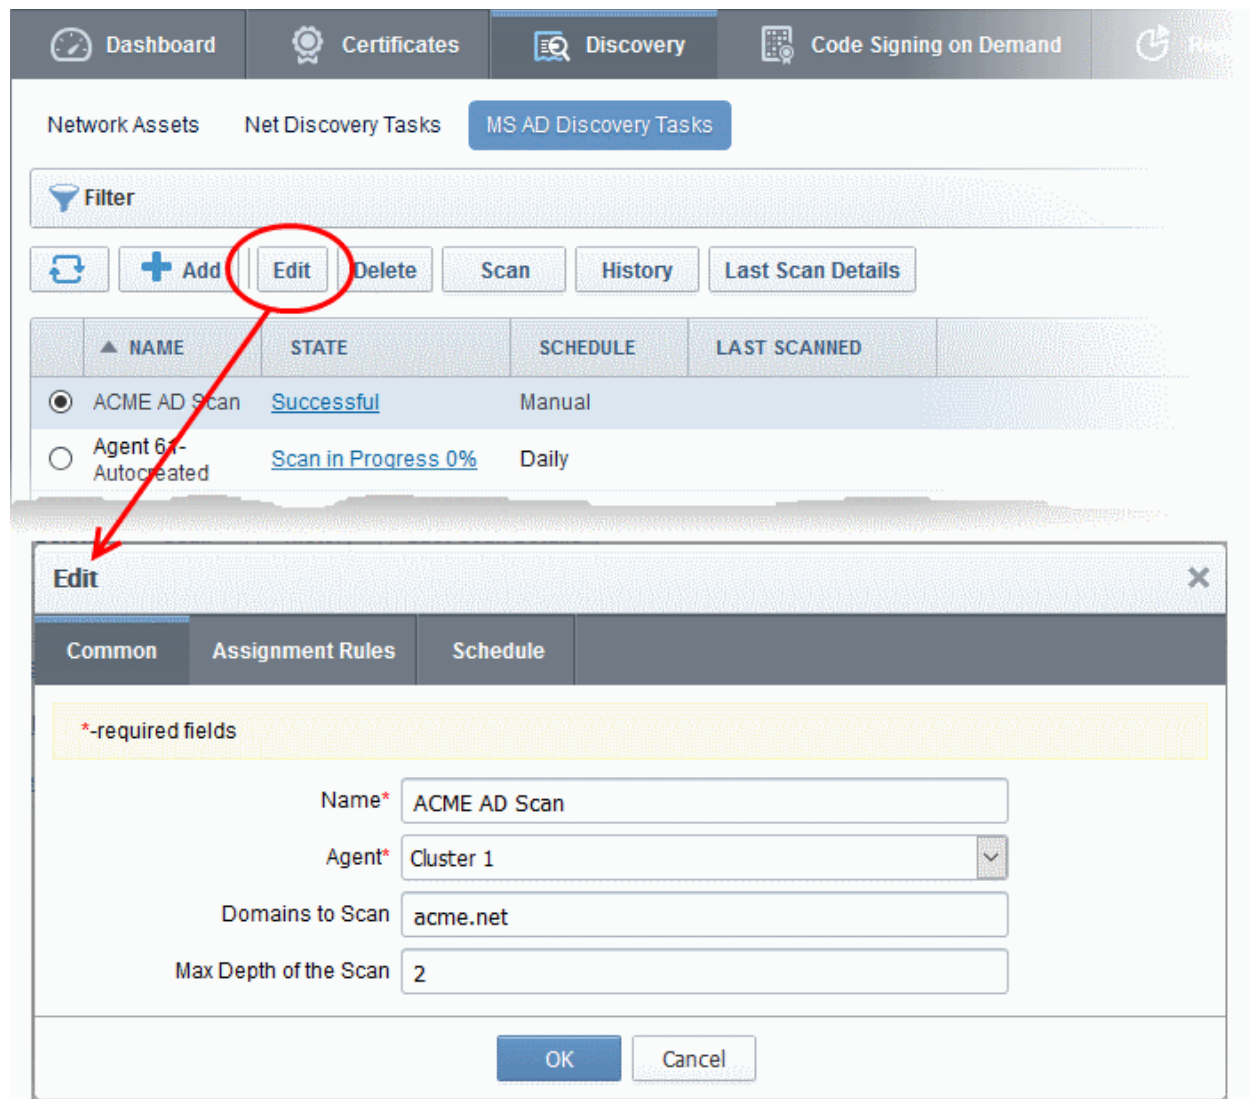 Dashboard Certificates Discovery Code Signing on Demand
Network Assets Net Discovery Tasks MS AD Discovery Tasks
Filter
Add Edit Delete Scan History Last Scan Details
NAME STATE SCHEDULE LAST SCANNED
ACME AD Scan Successful Manual
Agent 61-
Autocreated Scan in Progress 0% Daily
Edit
Common Assignment Rules Schedule
*-required fields
Name* ACME AD Scan
Agent* Cluster 1
Domains to Scan acme.net
Max Depth of the Scan 2
OK Cancel